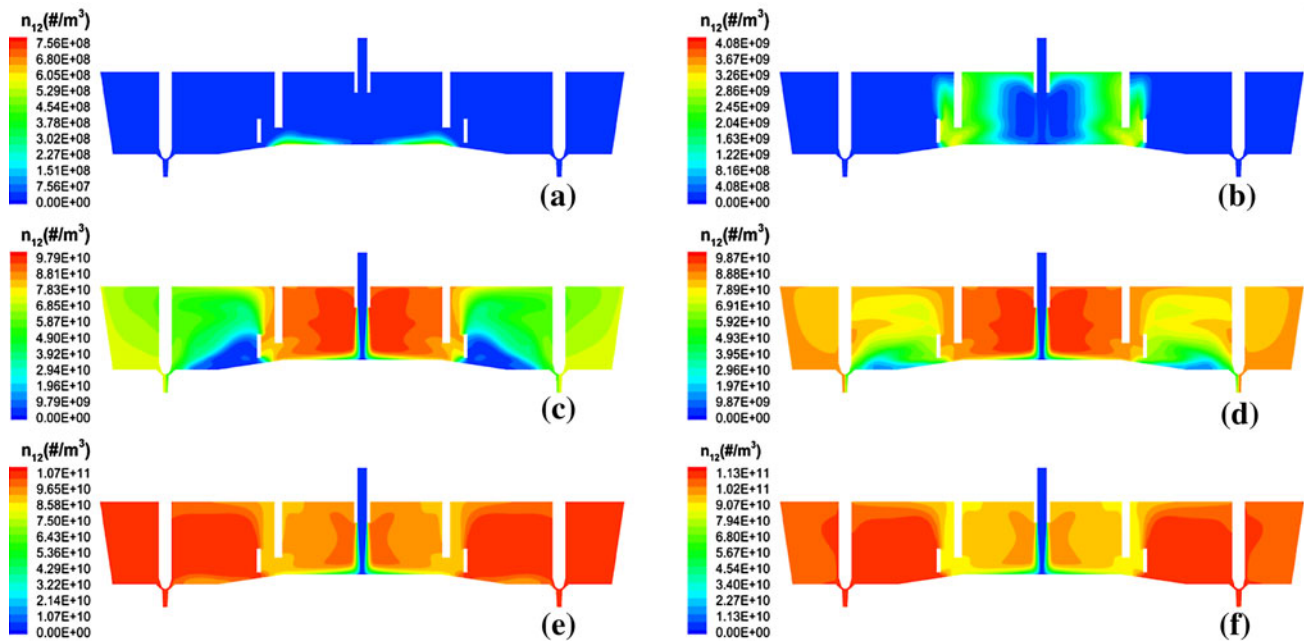 n12(#/m3)
7.56E+08
6.80E+08
6.05E+08
5.29E+08
4.54E+08
3.78E+08
3.02E+08
2.27E+08
1.51E+08
7.56E+07
0.00E+00
(a)
n12(#/m3)
4.08E+09
3.67E+09
3.26E+09
2.86E+09
2.45E+09
2.04E+09
1.63E+09
1.22E+09
8.16E+08
4.08E+08
0.00E+00
(b)
n12(#/m3)
9.79E+10
8.81E+10
7.83E+10
6.85E+10
5.87E+10
4.90E+10
3.92E+10
2.94E+10
1.96E+10
9.79E+09
0.00E+00
(c)
n12(#/m3)
9.87E+10
8.88E+10
7.89E+10
6.91E+10
5.92E+10
4.93E+10
3.95E+10
2.96E+10
1.97E+10
9.87E+09
0.00E+00
(d)
n12(#/m3)
1.07E+11
9.65E+10
8.58E+10
7.50E+10
6.43E+10
5.36E+10
4.29E+10
3.22E+10
2.14E+10
1.07E+10
0.00E+00
(e)
n12(#/m3)
1.13E+11
1.02E+11
9.07E+10
7.94E+10
6.80E+10
5.67E+10
4.54E+10
3.40E+10
2.27E+10
1.13E+10
0.00E+00
(f)